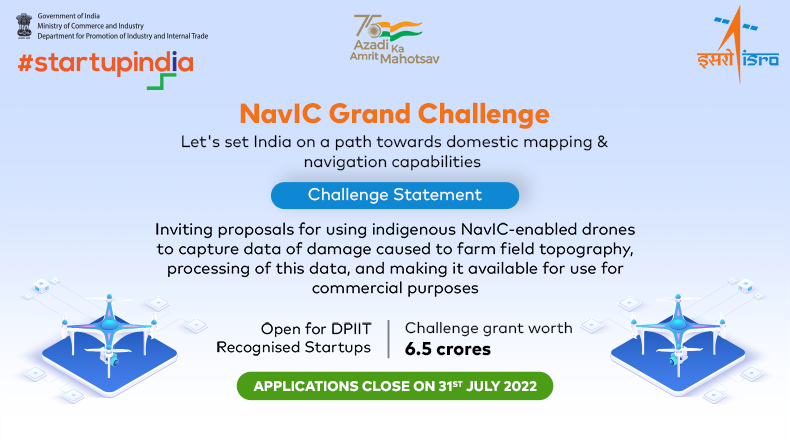 Government of India
Ministry of Commerce and Industry
Department for Promotion of Industry and Internal Trade
#startupindia
75
Azadi Ka
Amrit Mahotsav
इसरो isro
NavIC Grand Challenge
Let's set India on a path towards domestic mapping &
navigation capabilities
Challenge Statement
Inviting proposals for using indigenous NavIC-enabled drones
to capture data of damage caused to farm field topography,
processing of this data, and making it available for use for
commercial purposes
Open for DPIIT
Recognised Startups
Challenge grant worth
6.5 crores
APPLICATIONS CLOSE ON 31ST JULY 2022